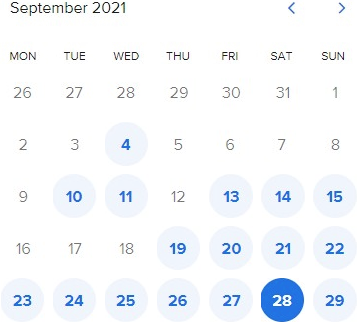 September 2021
MON TUE WED THU FRI SAT SUN
26 27 28 29 30 31 1
2 3 4 5 6 7 8
9 10 11 12 13 14 15
16 17 18 19 20 21 22
23 24 25 26 27 28 29